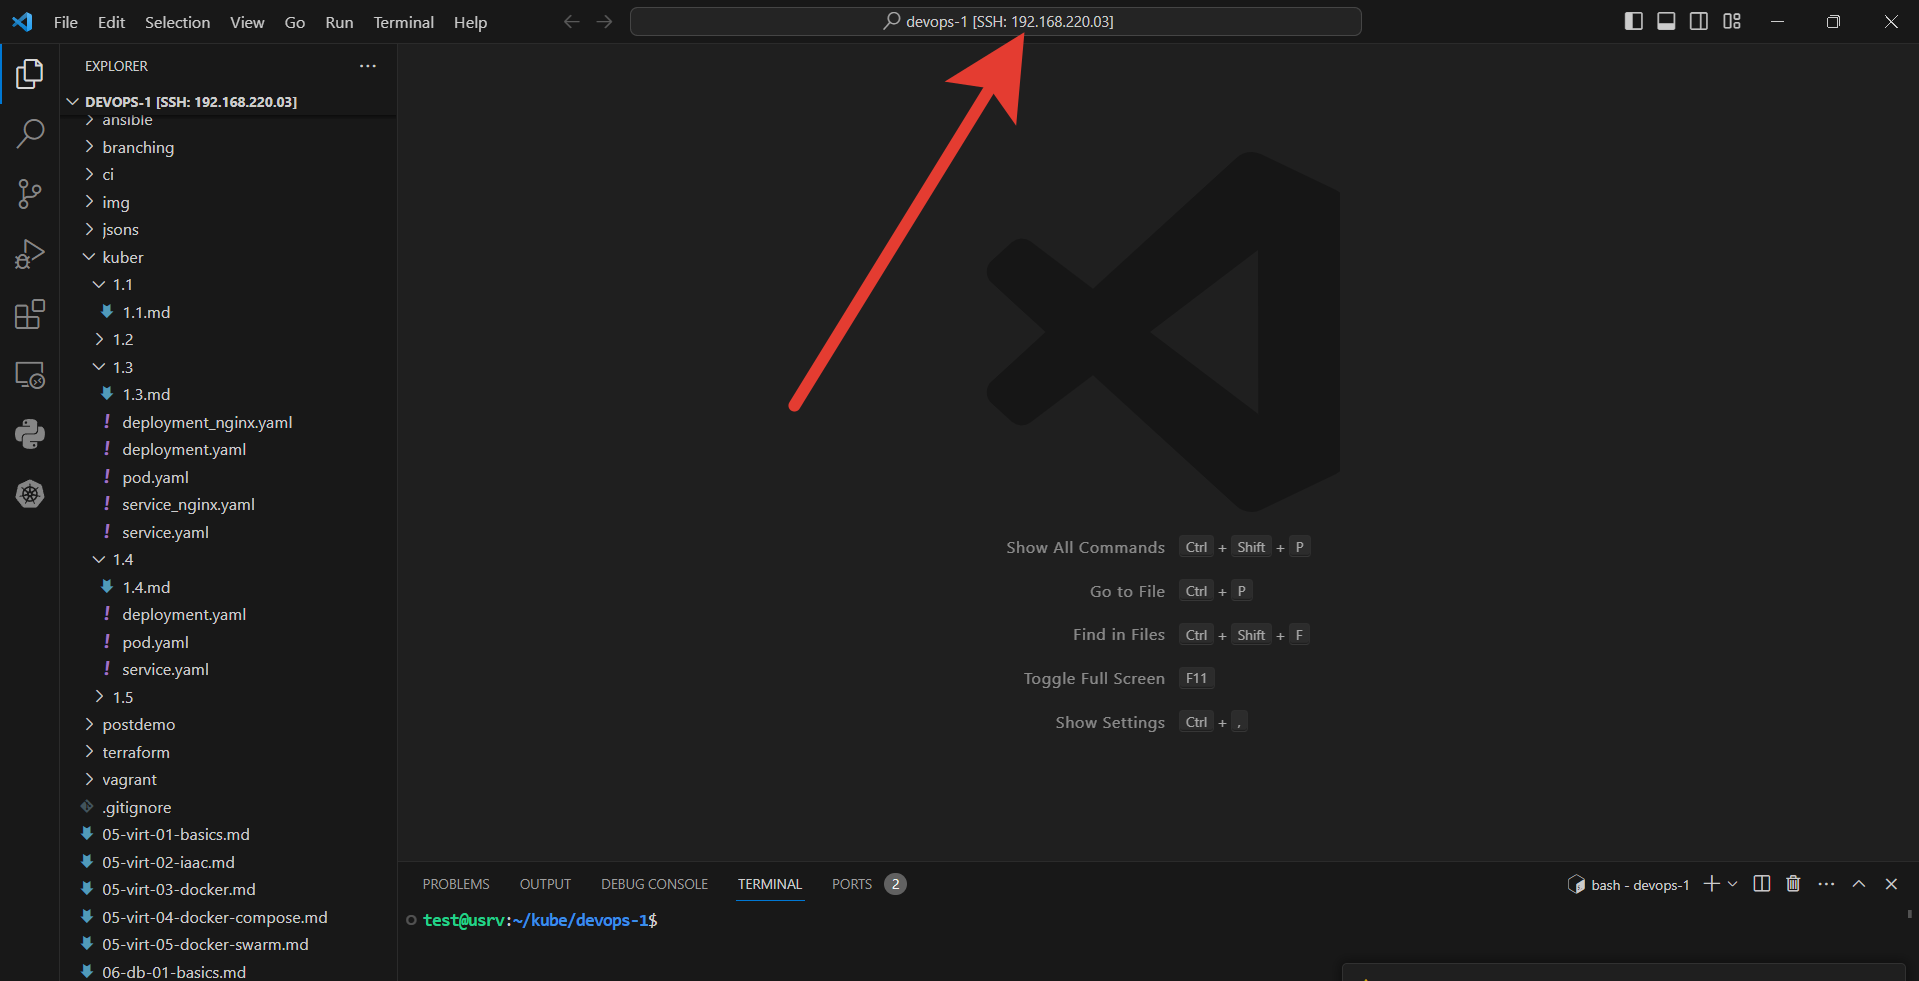 File Edit Selection View Go Run Terminal Help
devops-1 [SSH: 192.168.220.03]
EXPLORER
DEVOPS-1 [SSH: 192.168.220.03]
ansible
branching
ci
img
jsons
kuber
1.1
1.1.md
1.2
1.3
1.3.md
! deployment_nginx.yaml
! deployment.yaml
! pod.yaml
! service_nginx.yaml
! service.yaml
1.4
1.4.md
! deployment.yaml
! pod.yaml
! service.yaml
1.5
postdemo
terraform
vagrant
.gitignore
05-virt-01-basics.md
05-virt-02-iaac.md
05-virt-03-docker.md
05-virt-04-docker-compose.md
05-virt-05-docker-swarm.md
06-db-01-basics.md
Show All Commands Ctrl + Shift + P
Go to File Ctrl + P
Find in Files Ctrl + Shift + F
Toggle Full Screen F11
Show Settings Ctrl + ,
PROBLEMS OUTPUT DEBUG CONSOLE TERMINAL PORTS 2
bash - devops-1
test@usrv:~/kube/devops-1$